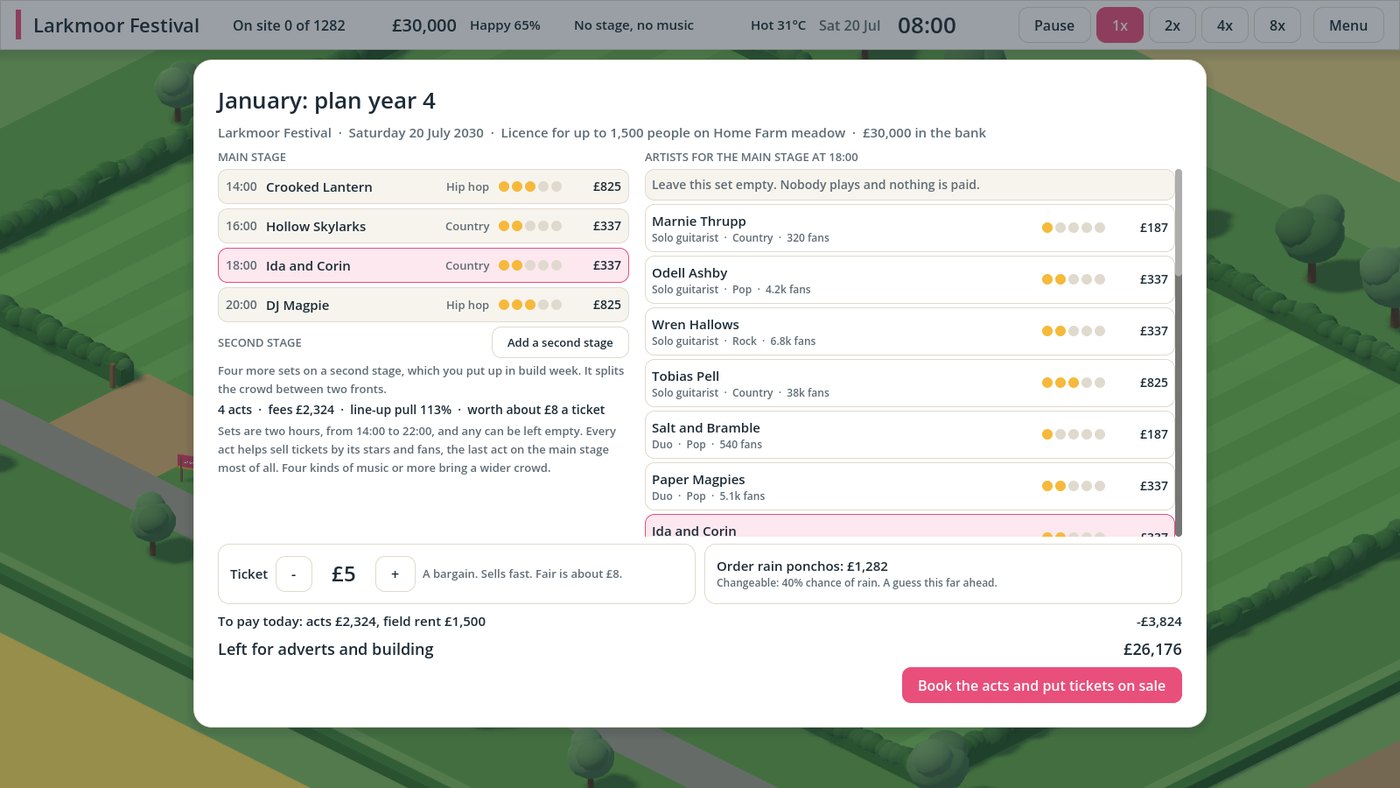 Larkmoor Festival On site 0 of 1282 £30,000 Happy 65% No stage, no music Hot 31°C Sat 20 Jul 08:00 Pause 1x 2x 4x 8x Menu
January: plan year 4
Larkmoor Festival · Saturday 20 July 2030 · Licence for up to 1,500 people on Home Farm meadow · £30,000 in the bank
MAIN STAGE
14:00 Crooked Lantern Hip hop £825
16:00 Hollow Skylarks Country £337
18:00 Ida and Corin Country £337
20:00 DJ Magpie Hip hop £825
SECOND STAGE Add a second stage
Four more sets on a second stage, which you put up in build week. It splits
the crowd between two fronts.
4 acts · fees £2,324 · line-up pull 113% · worth about £8 a ticket
Sets are two hours, from 14:00 to 22:00, and any can be left empty. Every
act helps sell tickets by its stars and fans, the last act on the main stage
most of all. Four kinds of music or more bring a wider crowd.
ARTISTS FOR THE MAIN STAGE AT 18:00
Leave this set empty. Nobody plays and nothing is paid.
Marnie Thrupp £187
Solo guitarist · Country · 320 fans
Odell Ashby £337
Solo guitarist · Pop · 4.2k fans
Wren Hallows £337
Solo guitarist · Rock · 6.8k fans
Tobias Pell £825
Solo guitarist · Country · 38k fans
Salt and Bramble £187
Duo · Pop · 540 fans
Paper Magpies £337
Duo · Pop · 5.1k fans
Ida and Corin £337
Ticket - £5 + A bargain. Sells fast. Fair is about £8.
Order rain ponchos: £1,282
Changeable: 40% chance of rain. A guess this far ahead.
To pay today: acts £2,324, field rent £1,500 -£3,824
Left for adverts and building £26,176
Book the acts and put tickets on sale